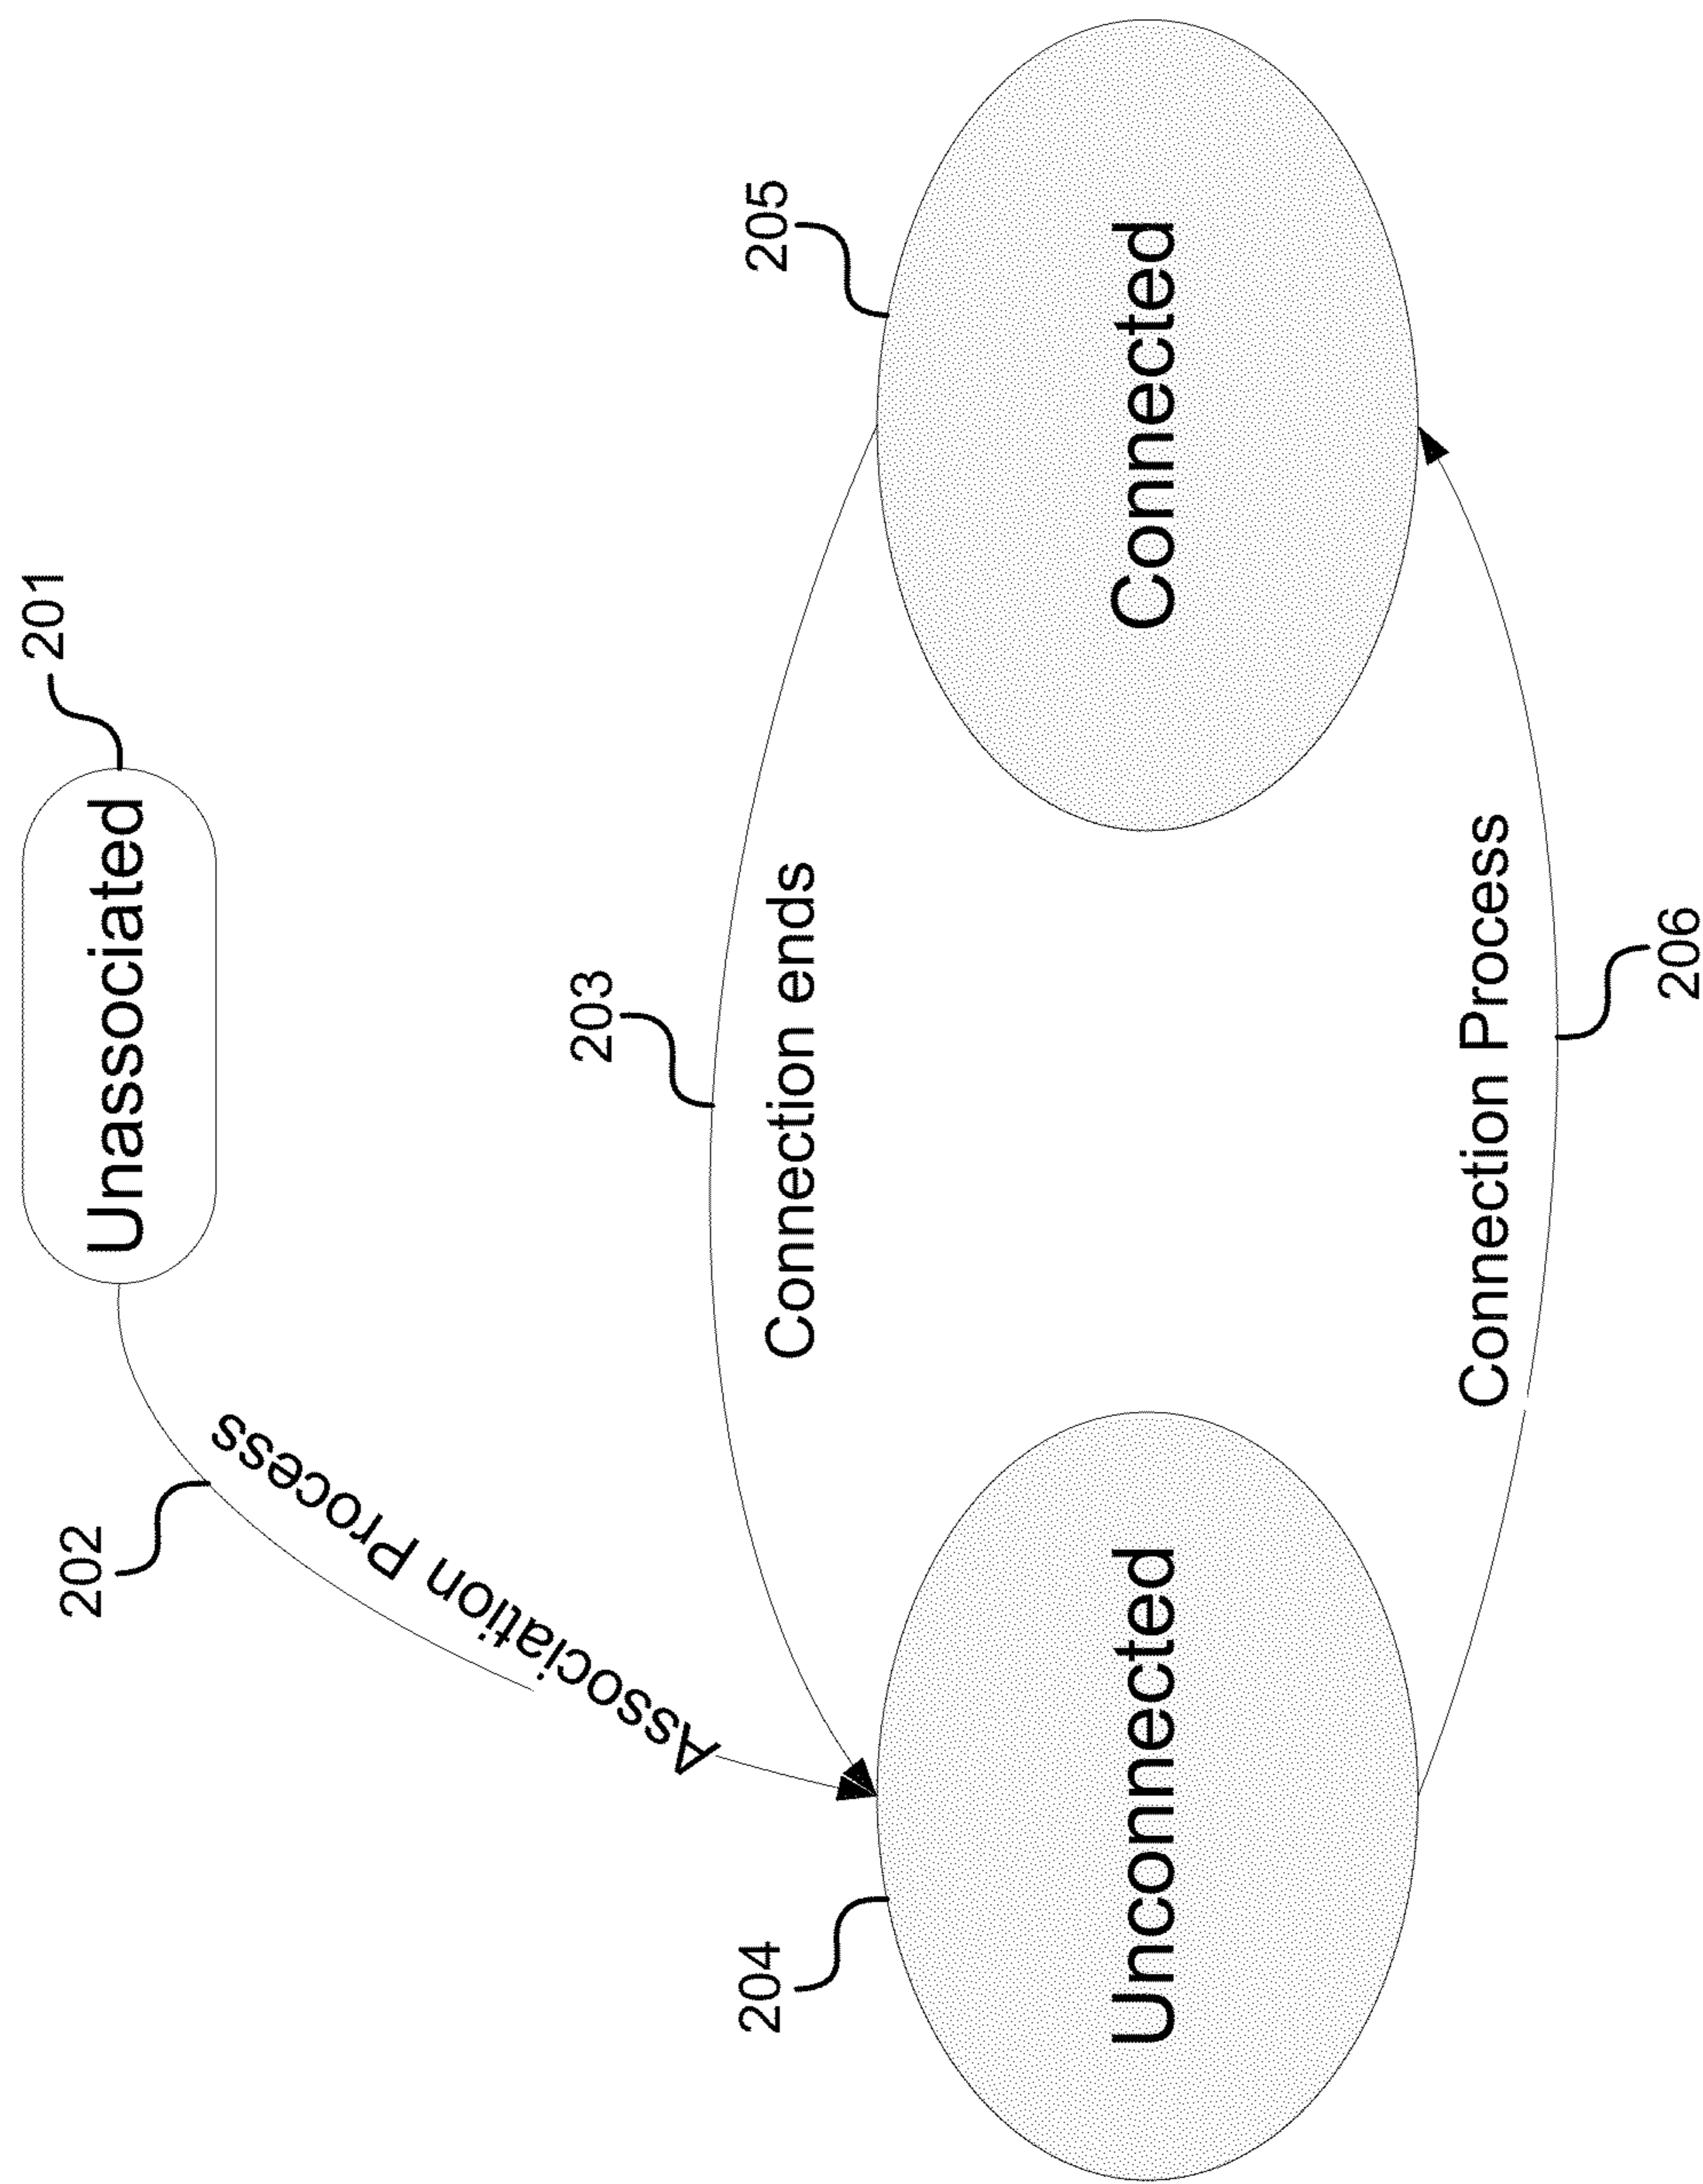 201
Unassociated
202
Association Process
203
Connection ends
204
Unconnected
205
Connected
Connection Process
206